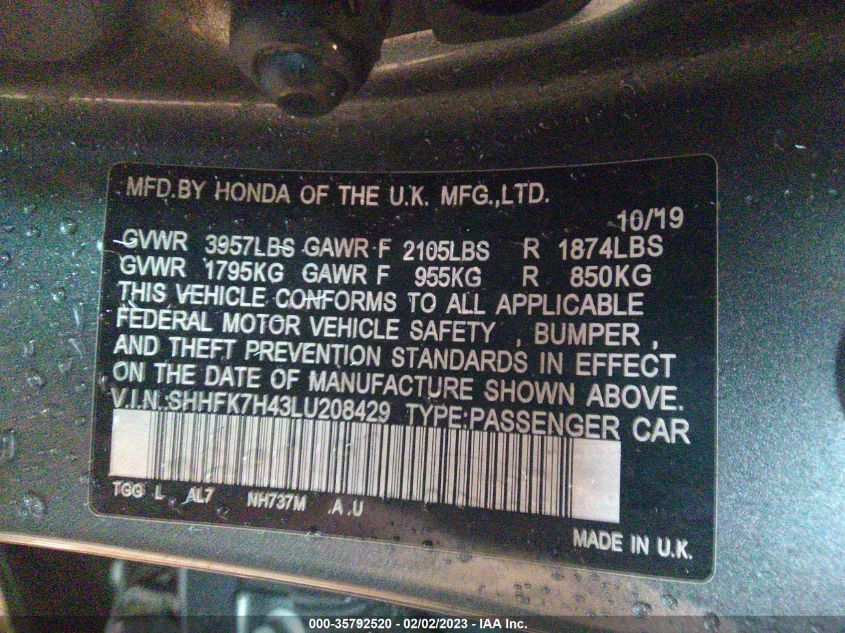 MFD.BY HONDA OF THE U.K. MFG.,LTD.
10/19
GVWR 3957LBS GAWR F 2105LBS R 1874LBS
GVWR 1795KG GAWR F 955KG R 850KG
THIS VEHICLE CONFORMS TO ALL APPLICABLE
FEDERAL MOTOR VEHICLE SAFETY , BUMPER ,
AND THEFT PREVENTION STANDARDS IN EFFECT
ON THE DATE OF MANUFACTURE SHOWN ABOVE.
V.I.N.:SHHFK7H43LU208429 TYPE:PASSENGER CAR
TGG L AL7 NH737M A U
MADE IN U.K.
000-35792520 - 02/02/2023 - IAA Inc.